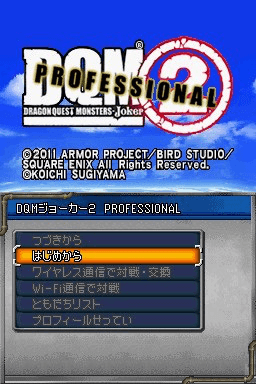 DQM®2
PROFESSIONAL
DRAGON QUEST MONSTERS-Joker
©2011 ARMOR PROJECT/BIRD STUDIO/
SQUARE ENIX All Rights Reserved.
©KOICHI SUGIYAMA
DQMジョーカー2 PROFESSIONAL
つづきから
はじめから
ワイヤレス通信で対戦・交換
Wi-Fi通信で対戦
ともだちリスト
プロフィールせってい